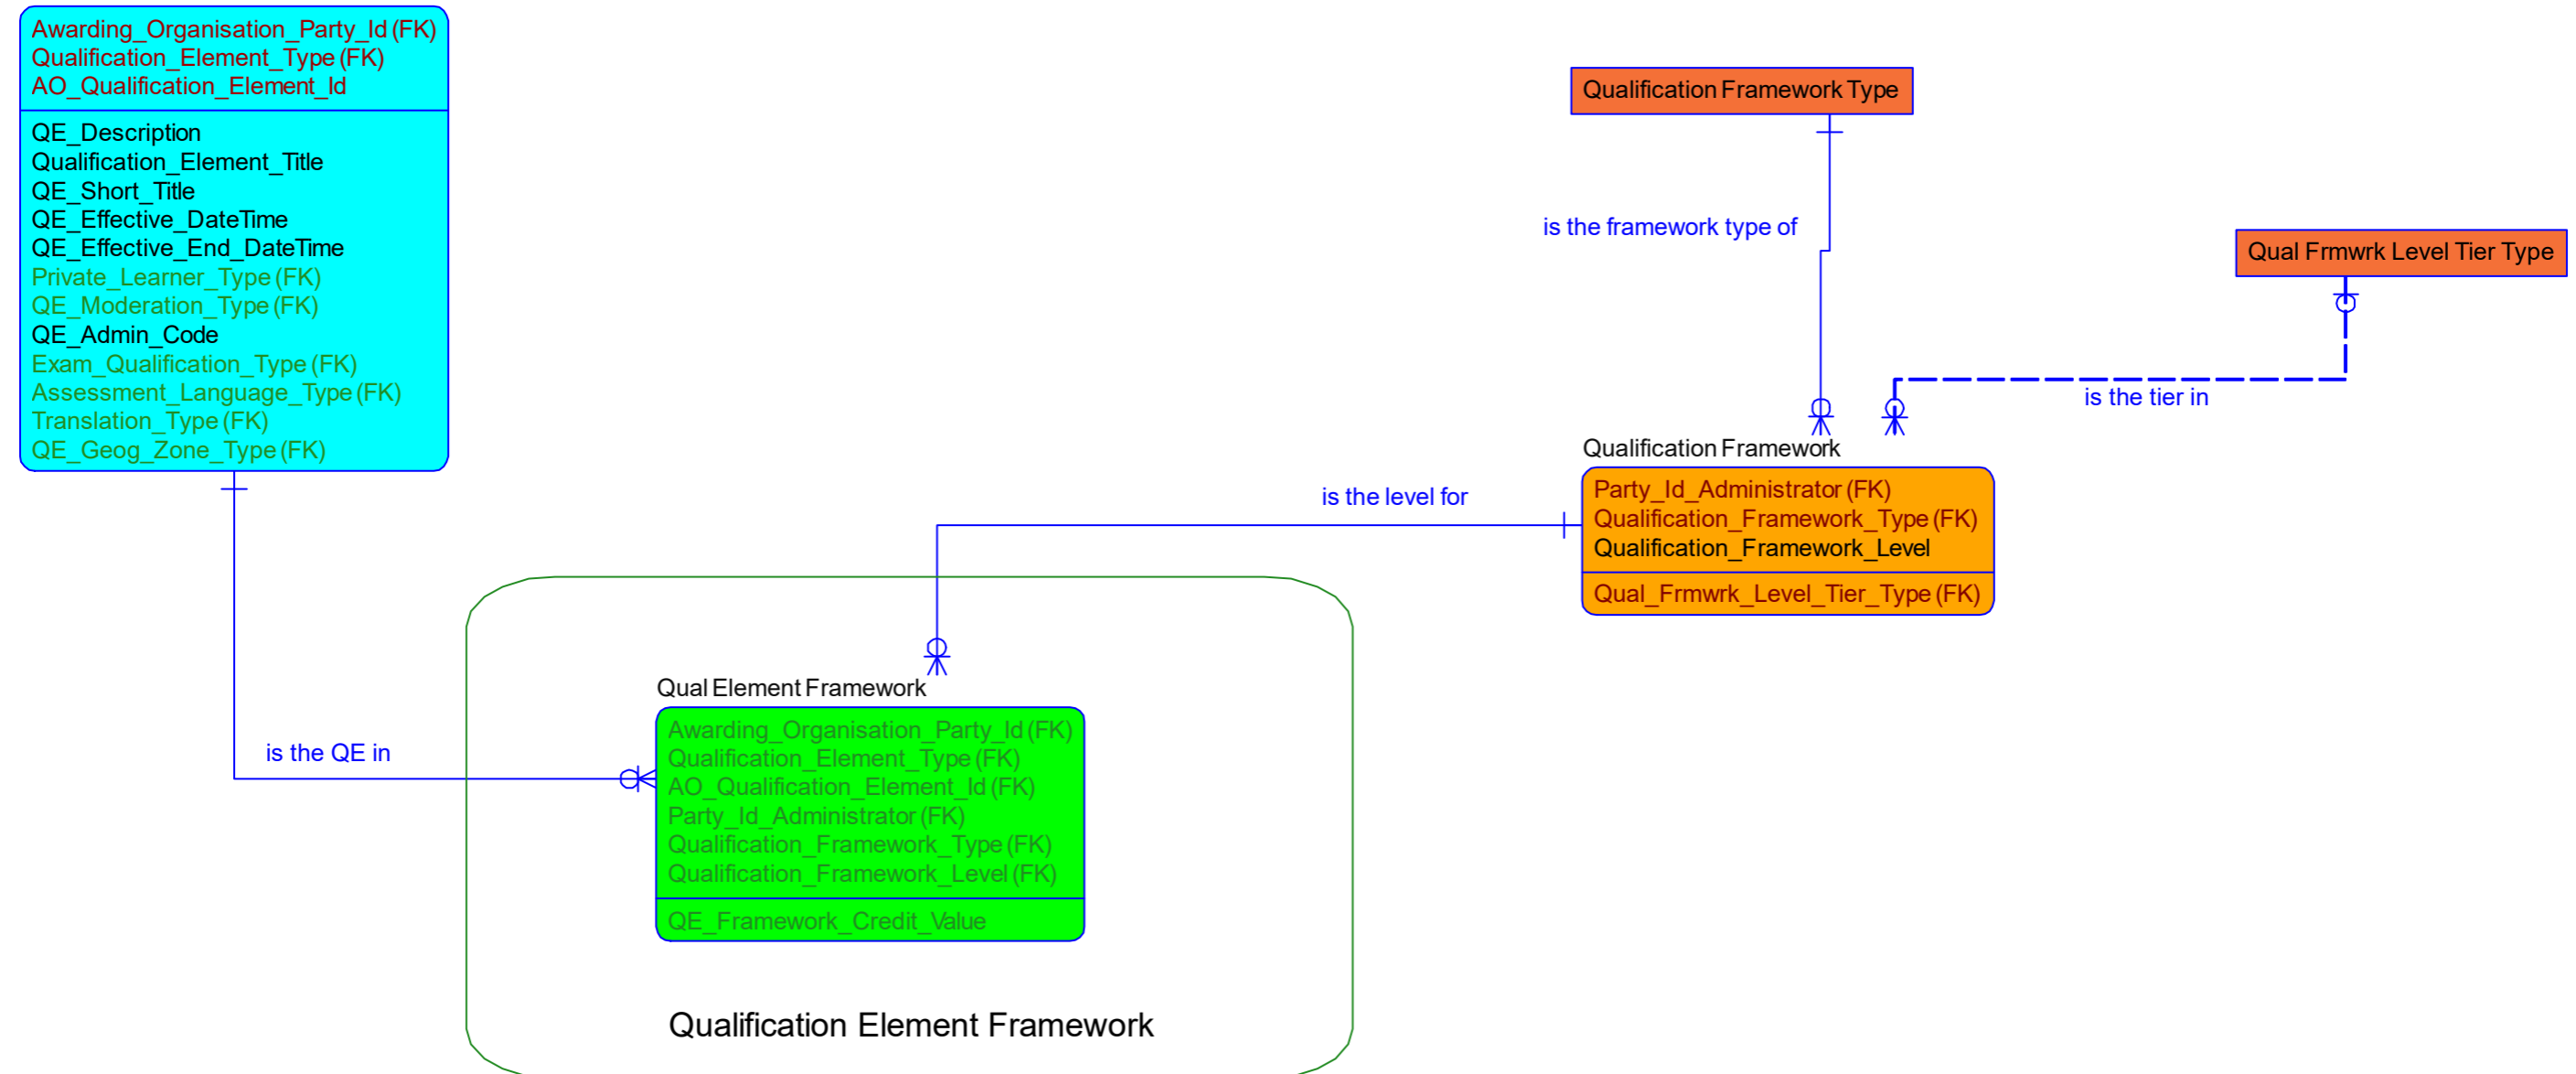 Awarding_Organisation_Party_Id (FK)
Qualification_Element_Type (FK)
AO_Qualification_Element_Id
QE_Description
Qualification_Element_Title
QE_Short_Title
QE_Effective_DateTime
QE_Effective_End_DateTime
Private_Learner_Type (FK)
QE_Moderation_Type (FK)
QE_Admin_Code
Exam_Qualification_Type (FK)
Assessment_Language_Type (FK)
Translation_Type (FK)
QE_Geog_Zone_Type (FK)
Qualification Framework Type
is the framework type of
Qual Frmwrk Level Tier Type
is the tier in
Qualification Framework
Party_Id_Administrator (FK)
Qualification_Framework_Type (FK)
Qualification_Framework_Level
Qual_Frmwrk_Level_Tier_Type (FK)
is the level for
is the QE in
Qual Element Framework
Awarding_Organisation_Party_Id (FK)
Qualification_Element_Type (FK)
AO_Qualification_Element_Id (FK)
Party_Id_Administrator (FK)
Qualification_Framework_Type (FK)
Qualification_Framework_Level (FK)
QE_Framework_Credit_Value
Qualification Element Framework